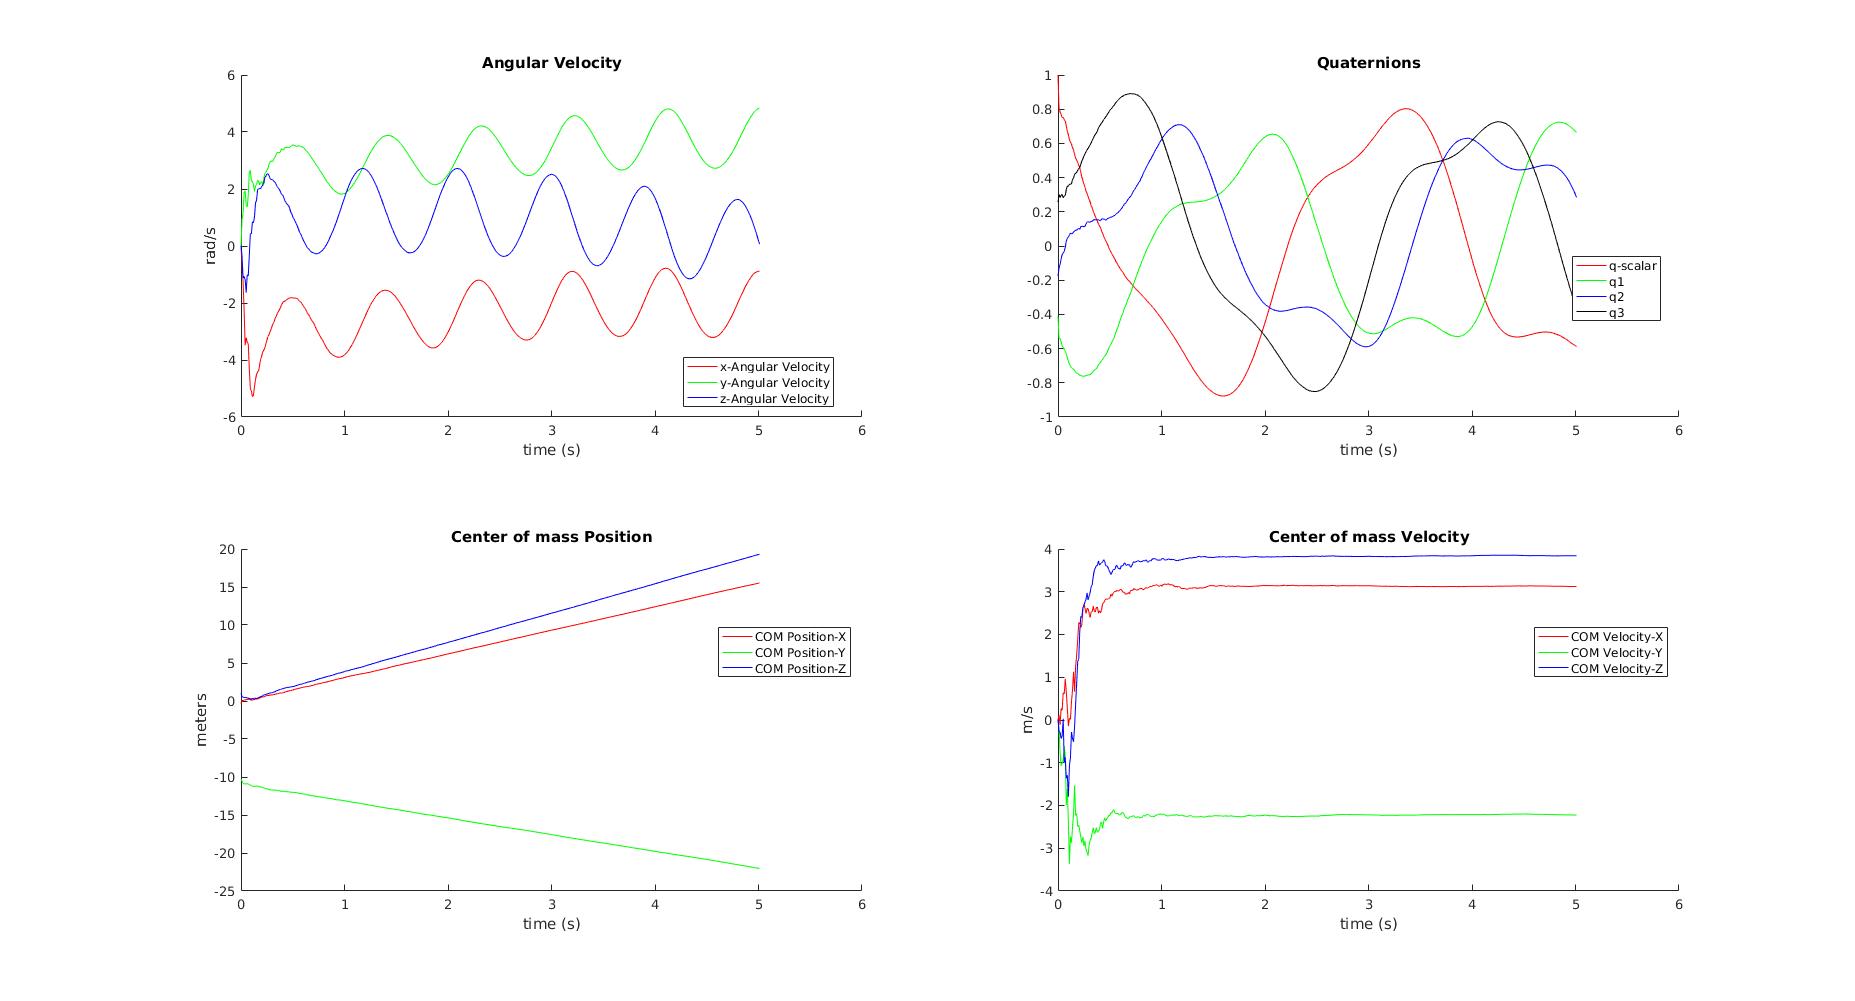 Angular Velocity
6
4
2
0
-2
-4
-6
rad/s
0 1 2 3 4 5 6
time (s)
x-Angular Velocity
y-Angular Velocity
z-Angular Velocity
Quaternions
1
0.8
0.6
0.4
0.2
0
-0.2
-0.4
-0.6
-0.8
-1
0 1 2 3 4 5 6
time (s)
q-scalar
q1
q2
q3
Center of mass Position
20
15
10
5
0
-5
-10
-15
-20
-25
meters
0 1 2 3 4 5 6
time (s)
COM Position-X
COM Position-Y
COM Position-Z
Center of mass Velocity
4
3
2
1
0
-1
-2
-3
-4
m/s
0 1 2 3 4 5 6
time (s)
COM Velocity-X
COM Velocity-Y
COM Velocity-Z